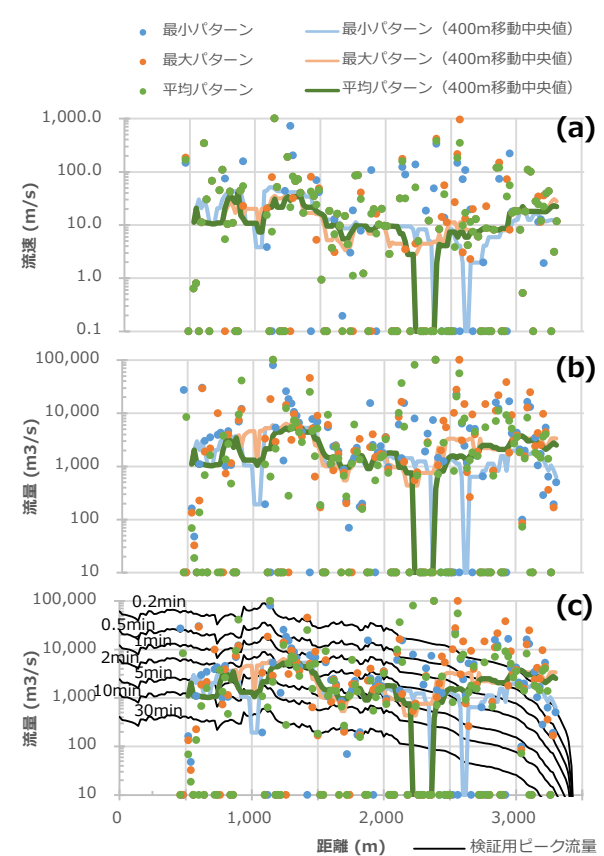 最小パターン 最小パターン（400m移動中央値）
最大パターン 最大パターン（400m移動中央値）
平均パターン 平均パターン（400m移動中央値）
(a)
流速 (m/s)
1,000.0
100.0
10.0
1.0
0.1
(b)
流量 (m3/s)
100,000
10,000
1,000
100
10
(c)
流量 (m3/s)
100,000
10,000
1,000
100
10
0.2min
0.5min
1min
2min
5min
10min
30min
0 1,000 2,000 3,000
距離 (m) 検証用ピーク流量